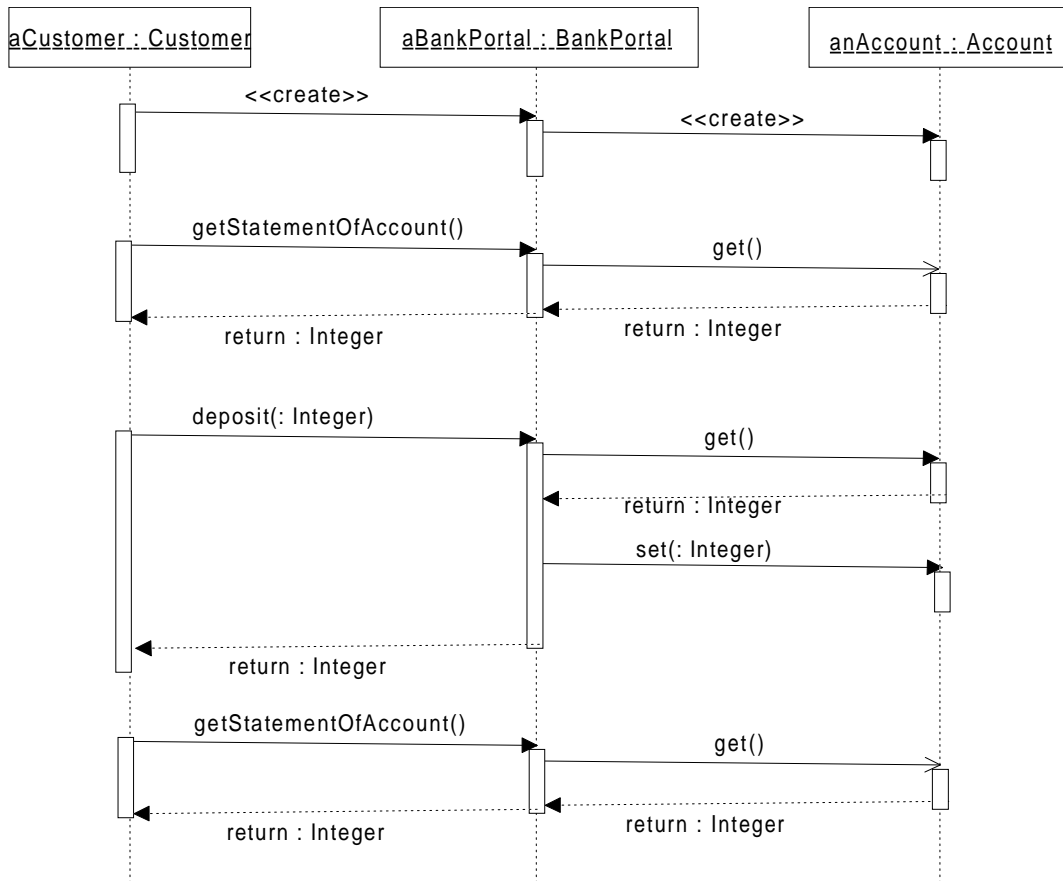 aCustomer : Customer
aBankPortal : BankPortal
anAccount : Account
<<create>>
<<create>>
getStatementOfAccount()
get()
return : Integer
return : Integer
deposit(: Integer)
get()
return : Integer
set(: Integer)
return : Integer
getStatementOfAccount()
get()
return : Integer
return : Integer